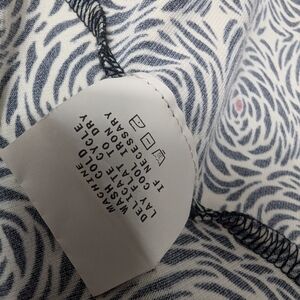 MACHINE
WASH COLD
DELICATE CYCLE
LAY FLAT TO DRY
COOL IRON
IF NECESSARY